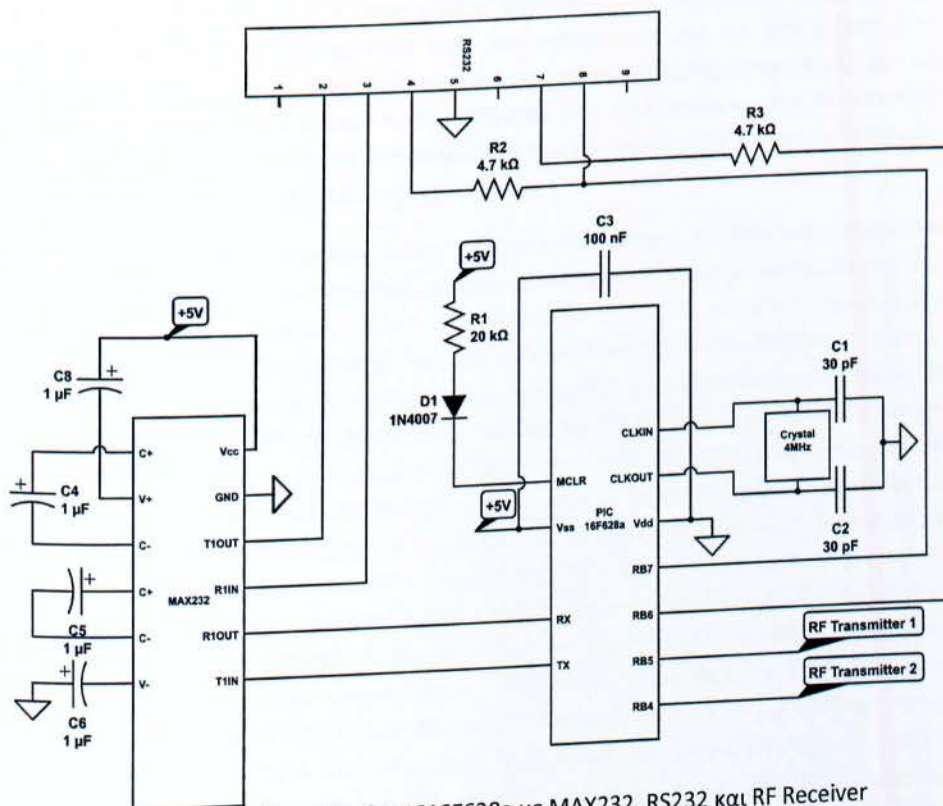 RS232
1
2
3
4
5
6
7
8
9
R3
4.7 kΩ
R2
4.7 kΩ
C3
100 nF
+5V
R1
20 kΩ
+5V
C8
1 µF
C1
30 pF
D1
1N4007
CLKIN
Crystal
4MHz
C+
Vcc
C4
1 µF
V+
GND
MCLR
CLKOUT
+5V
PIC
16F628a
Vss
Vdd
C2
30 pF
C-
T1OUT
RB7
C+
MAX232
R1IN
C5
1 µF
C-
R1OUT
RX
RB6
RF Transmitter 1
V-
T1IN
TX
RB5
RF Transmitter 2
C6
1 µF
RB4
με MAX232, RS232 και RF Receiver